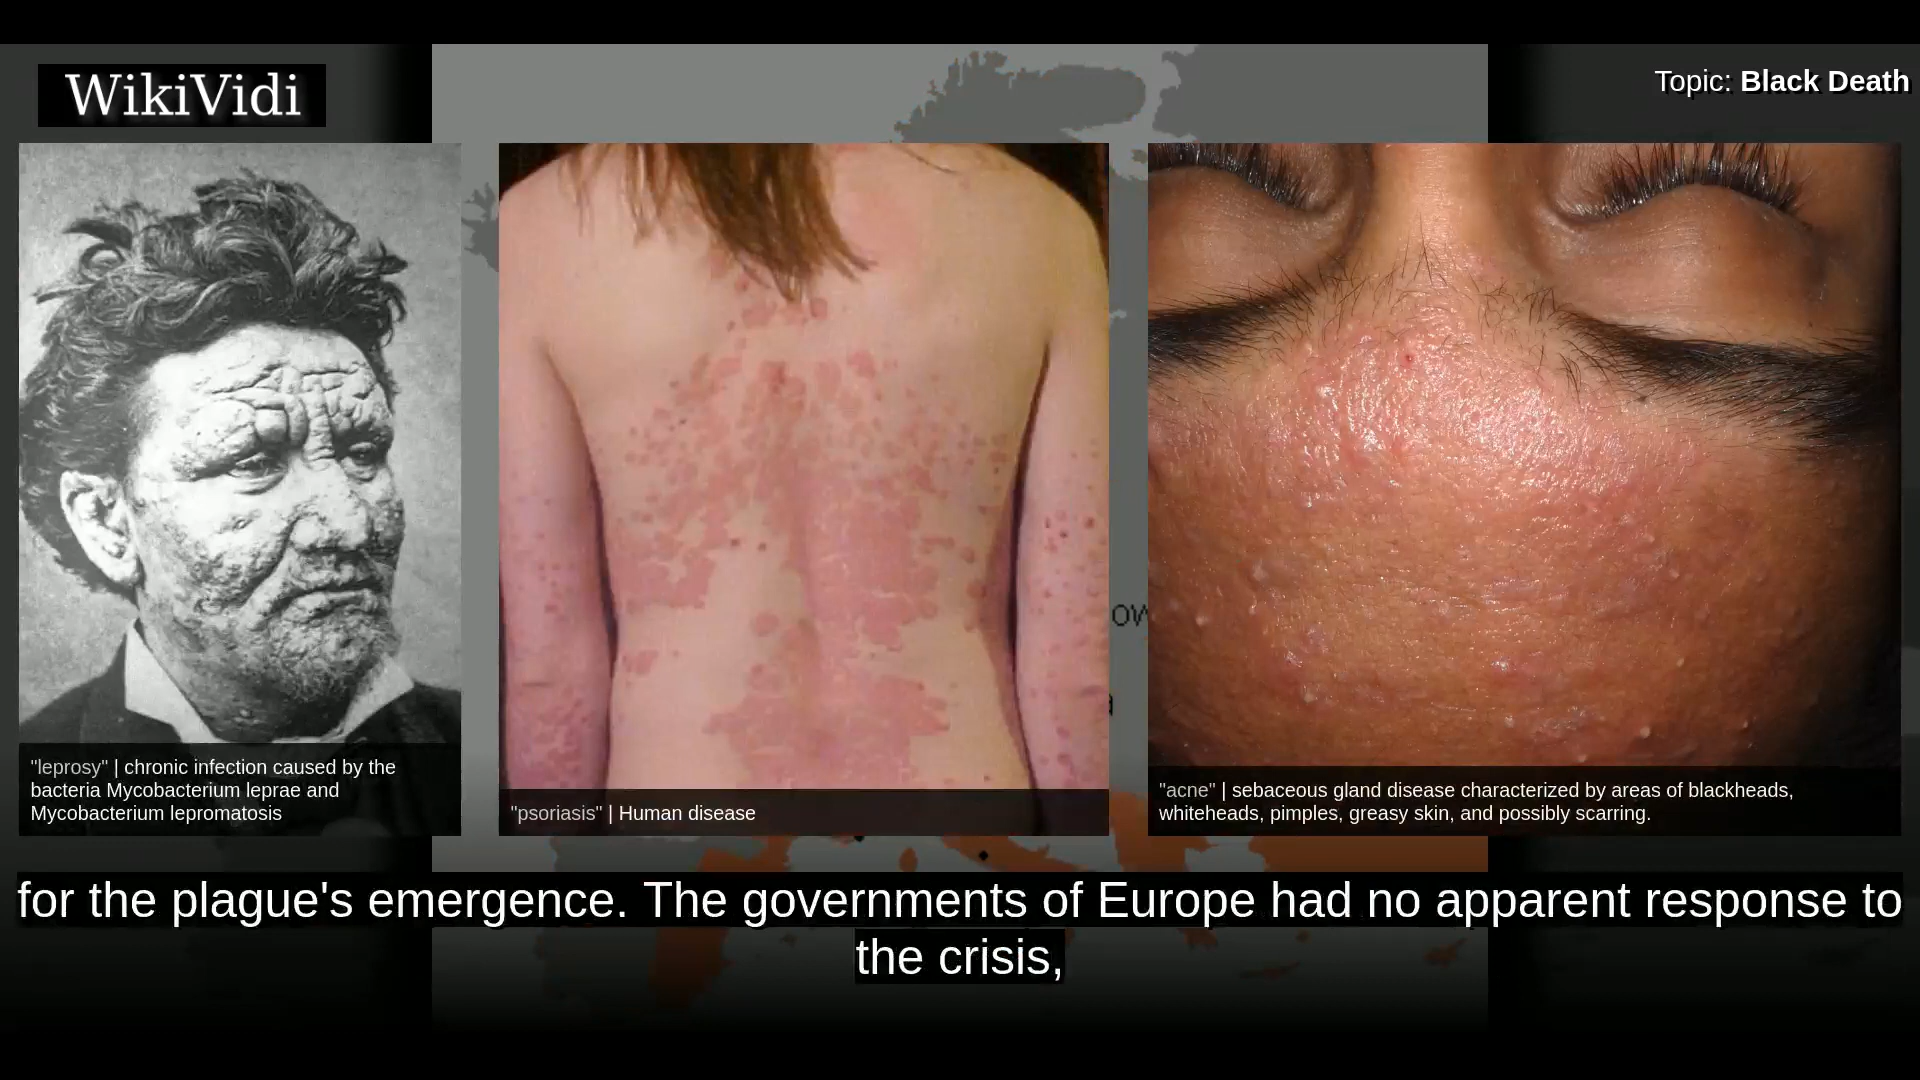 WikiVidi
Topic: Black Death
"leprosy" | chronic infection caused by the
bacteria Mycobacterium leprae and
Mycobacterium lepromatosis
"psoriasis" | Human disease
"acne" | sebaceous gland disease characterized by areas of blackheads,
whiteheads, pimples, greasy skin, and possibly scarring.
for the plague's emergence. The governments of Europe had no apparent response to
the crisis,